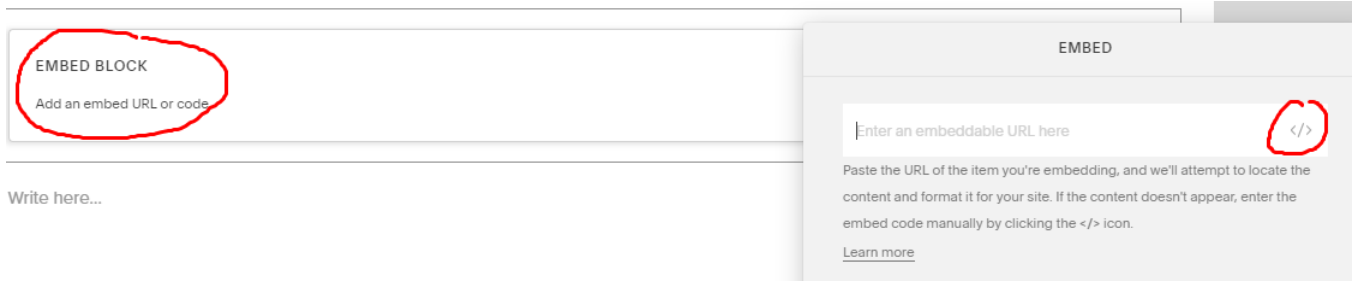 EMBED BLOCK
Add an embed URL or code
Write here...
EMBED
Enter an embeddable URL here
</>
Paste the URL of the item you're embedding, and we'll attempt to locate the
content and format it for your site. If the content doesn't appear, enter the
embed code manually by clicking the </> icon.
Learn more